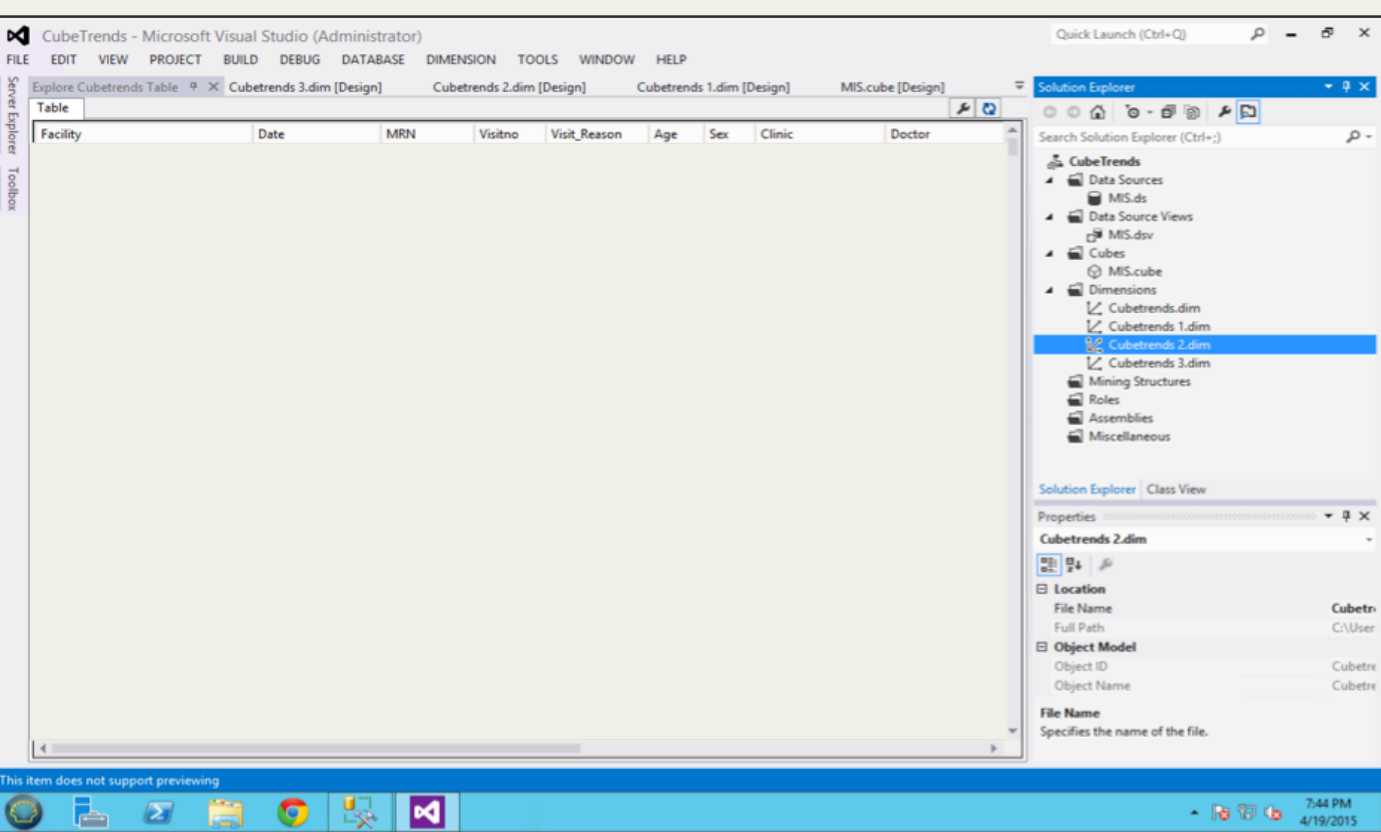 CubeTrends - Microsoft Visual Studio (Administrator)
Quick Launch (Ctrl+Q)
FILE EDIT VIEW PROJECT BUILD DEBUG DATABASE DIMENSION TOOLS WINDOW HELP
Server Explorer
Toolbox
Explore Cubetrends Table Cubetrends 3.dim [Design] Cubetrends 2.dim [Design] Cubetrends 1.dim [Design] MIS.cube [Design]
Table
Facility Date MRN Visitno Visit_Reason Age Sex Clinic Doctor
Solution Explorer
Search Solution Explorer (Ctrl+;)
CubeTrends
Data Sources
MIS.ds
Data Source Views
MIS.dsv
Cubes
MIS.cube
Dimensions
Cubetrends.dim
Cubetrends 1.dim
Cubetrends 2.dim
Cubetrends 3.dim
Mining Structures
Roles
Assemblies
Miscellaneous
Solution Explorer Class View
Properties
Cubetrends 2.dim
Location
File Name Cubetr
Full Path C:\User
Object Model
Object ID Cubetre
Object Name Cubetre
File Name
Specifies the name of the file.
This item does not support previewing
7:44 PM
4/19/2015